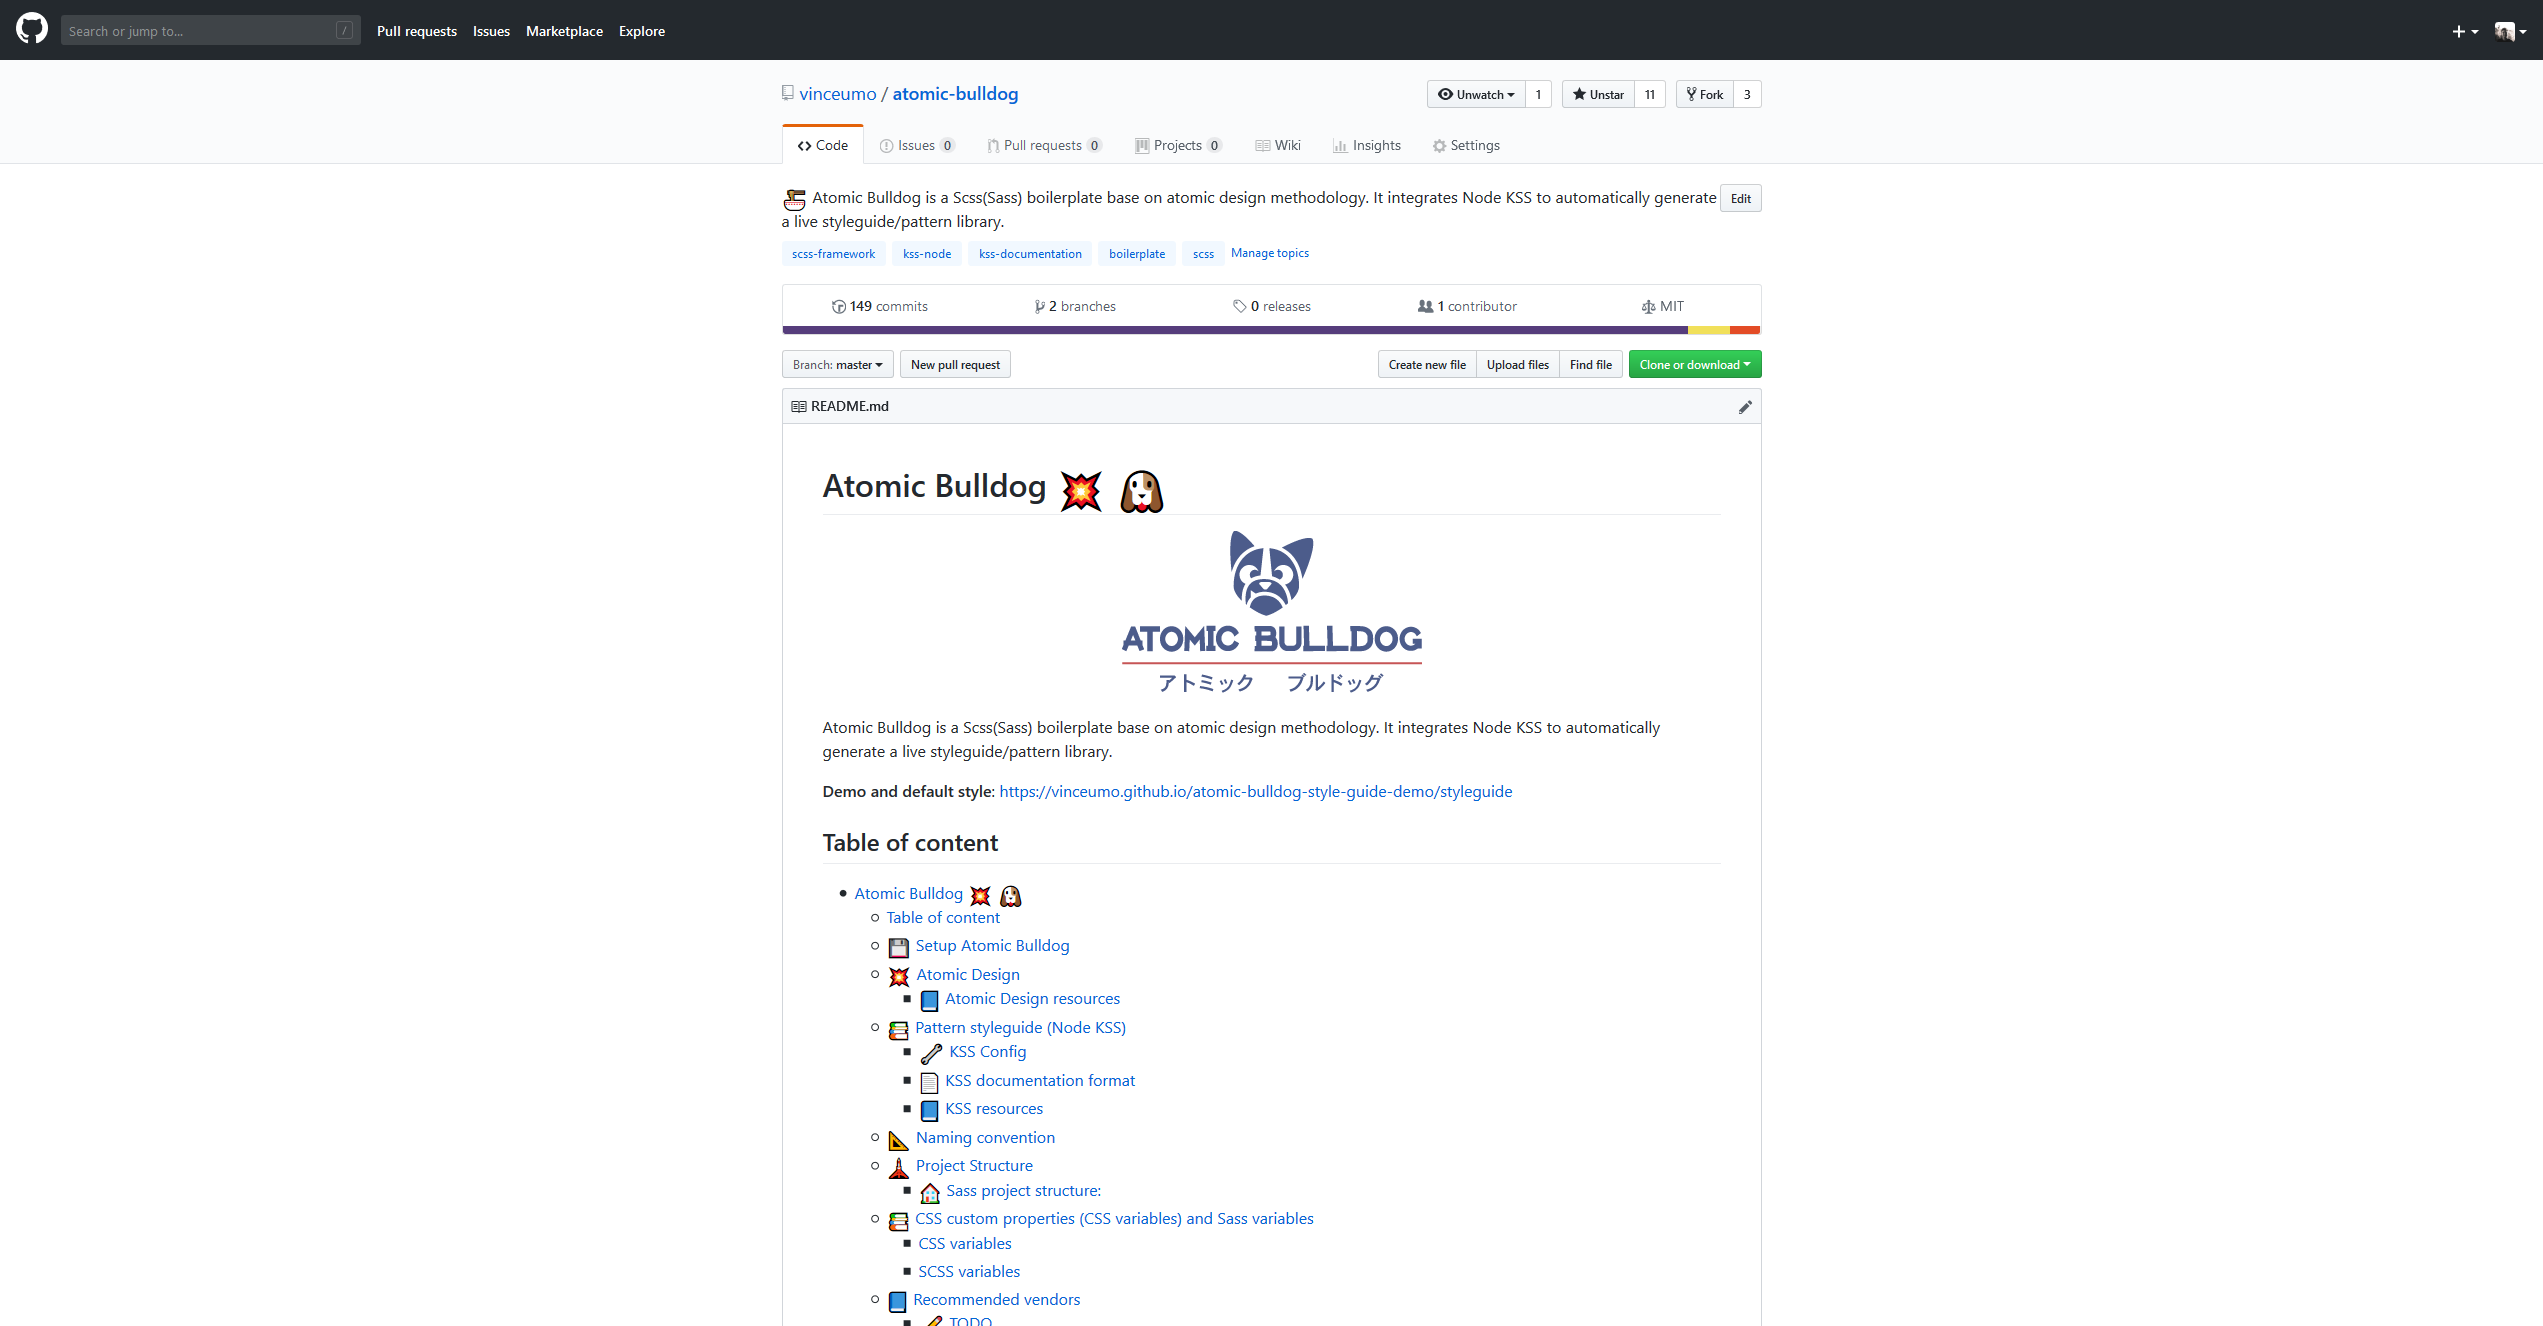 Search or jump to... / Pull requests Issues Marketplace Explore
vinceumo / atomic-bulldog Unwatch 1 Unstar 11 Fork 3
Code Issues 0 Pull requests 0 Projects 0 Wiki Insights Settings
Atomic Bulldog is a Scss(Sass) boilerplate base on atomic design methodology. It integrates Node KSS to automatically generate Edit
a live styleguide/pattern library.
scss-framework kss-node kss-documentation boilerplate scss Manage topics
149 commits 2 branches 0 releases 1 contributor MIT
Branch: master New pull request Create new file Upload files Find file Clone or download
README.md
Atomic Bulldog
ATOMIC BULLDOG
アトミック ブルドッグ
Atomic Bulldog is a Scss(Sass) boilerplate base on atomic design methodology. It integrates Node KSS to automatically
generate a live styleguide/pattern library.
Demo and default style: https://vinceumo.github.io/atomic-bulldog-style-guide-demo/styleguide
Table of content
Atomic Bulldog
Table of content
Setup Atomic Bulldog
Atomic Design
Atomic Design resources
Pattern styleguide (Node KSS)
KSS Config
KSS documentation format
KSS resources
Naming convention
Project Structure
Sass project structure:
CSS custom properties (CSS variables) and Sass variables
CSS variables
SCSS variables
Recommended vendors
TODO